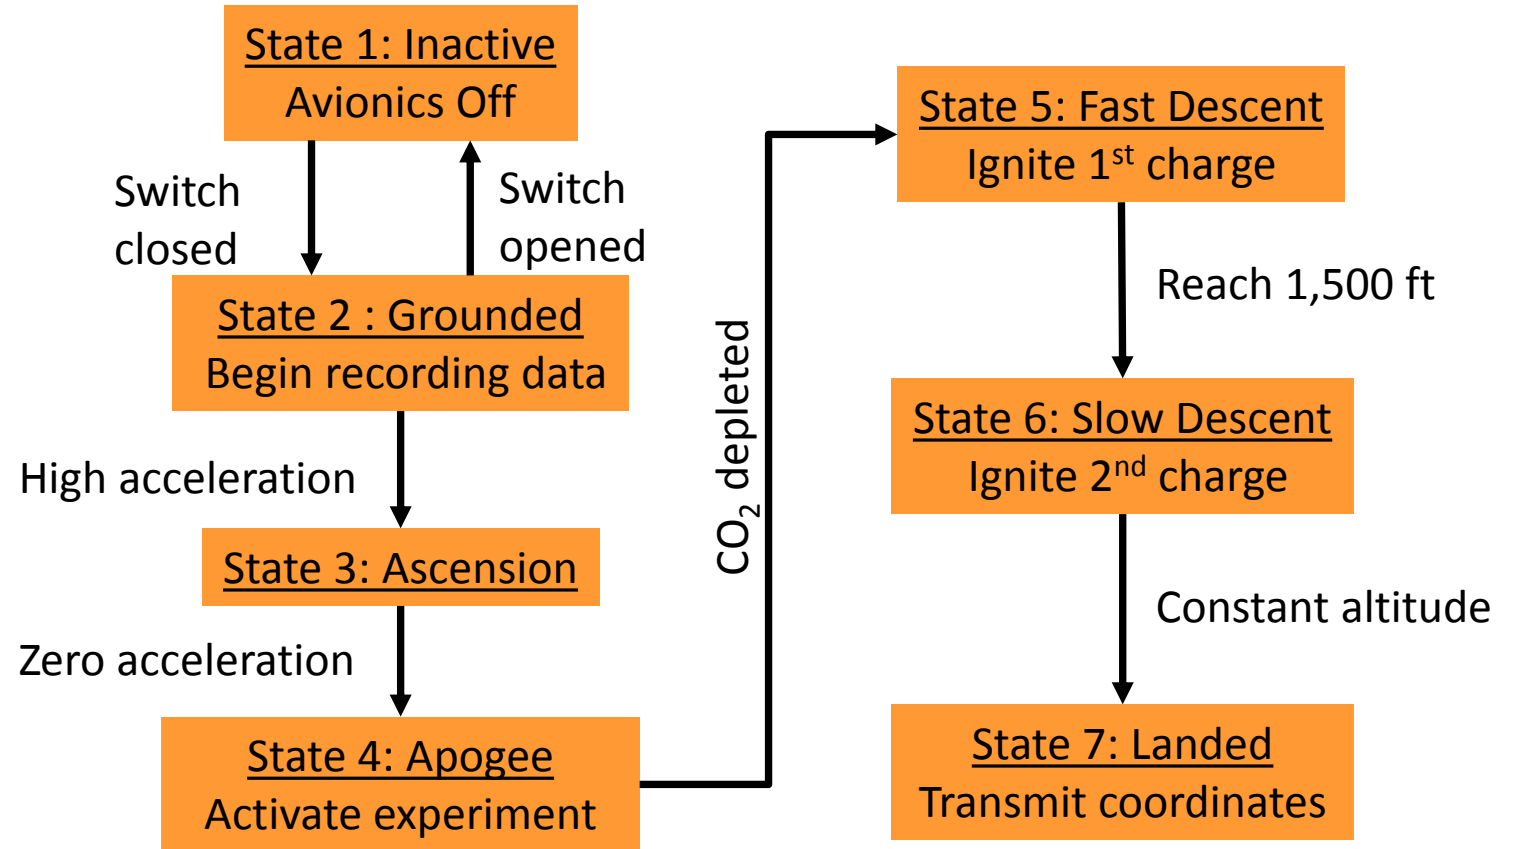 State 1: Inactive
Avionics Off
Switch
closed
Switch
opened
State 2 : Grounded
Begin recording data
High acceleration
State 3: Ascension
Zero acceleration
State 4: Apogee
Activate experiment
CO₂ depleted
State 5: Fast Descent
Ignite 1ˢᵗ charge
Reach 1,500 ft
State 6: Slow Descent
Ignite 2ⁿᵈ charge
Constant altitude
State 7: Landed
Transmit coordinates